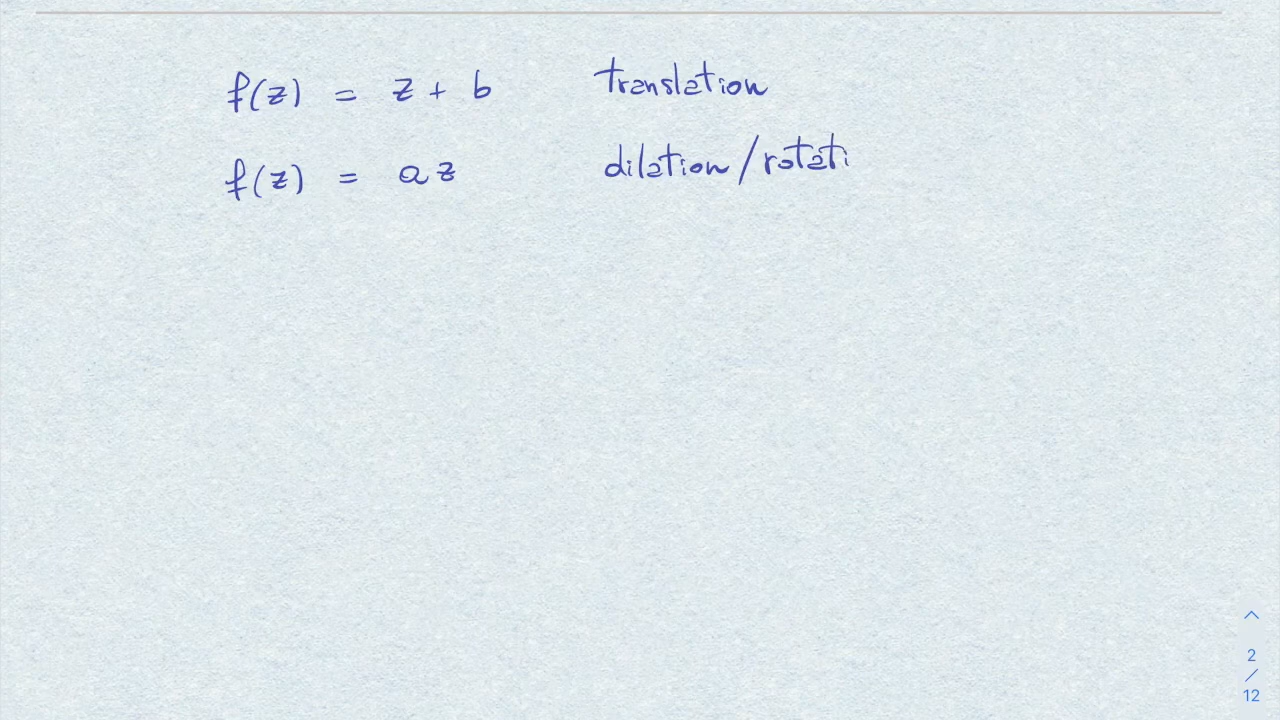 f(z) = z + b translation
f(z) = az dilation/rotati
2
/
12